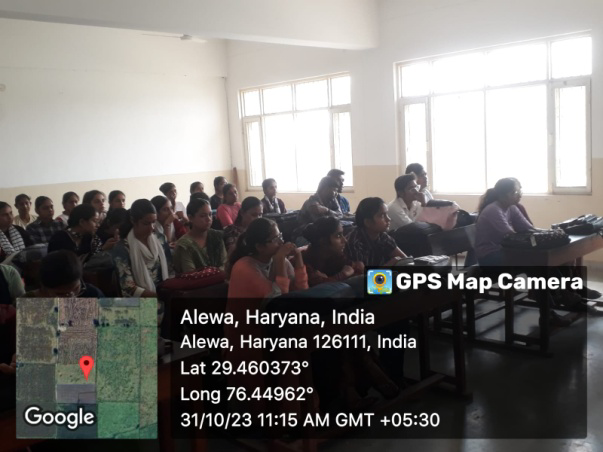 GPS Map Camera
Alewa, Haryana, India
Alewa, Haryana 126111, India
Lat 29.460373°
Long 76.44962°
31/10/23 11:15 AM GMT +05:30
Google